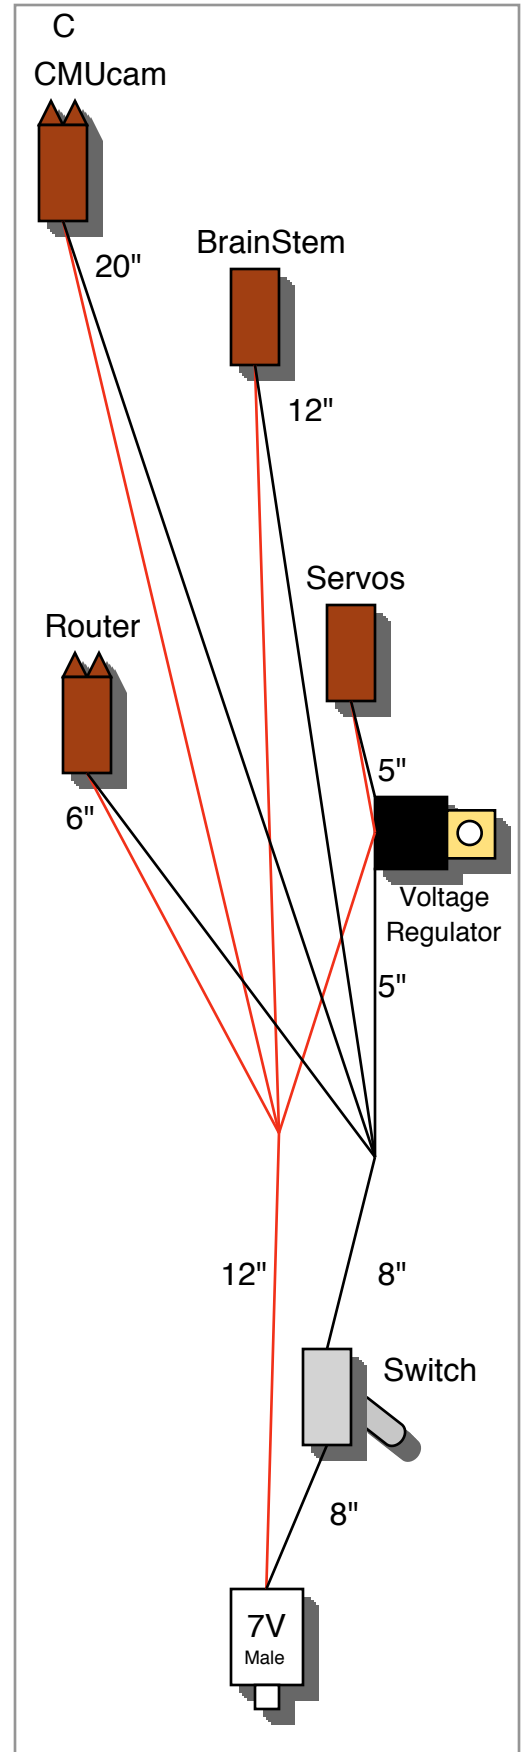 C
CMUcam
20"
BrainStem
12"
Servos
Router
5"
6"
Voltage
Regulator
5"
12"
8"
Switch
8"
7V
Male